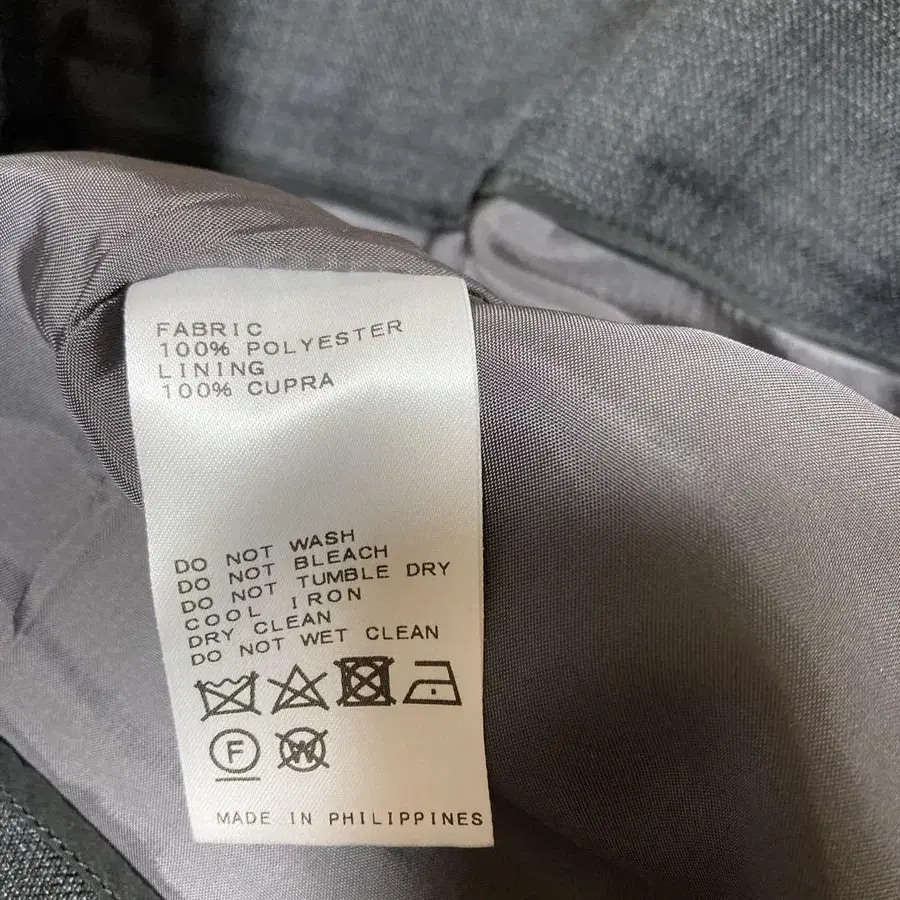 FABRIC
100% POLYESTER
LINING
100% CUPRA
DO NOT WASH
DO NOT BLEACH
DO NOT TUMBLE DRY
COOL IRON
DRY CLEAN
DO NOT WET CLEAN
F W
MADE IN PHILIPPINES